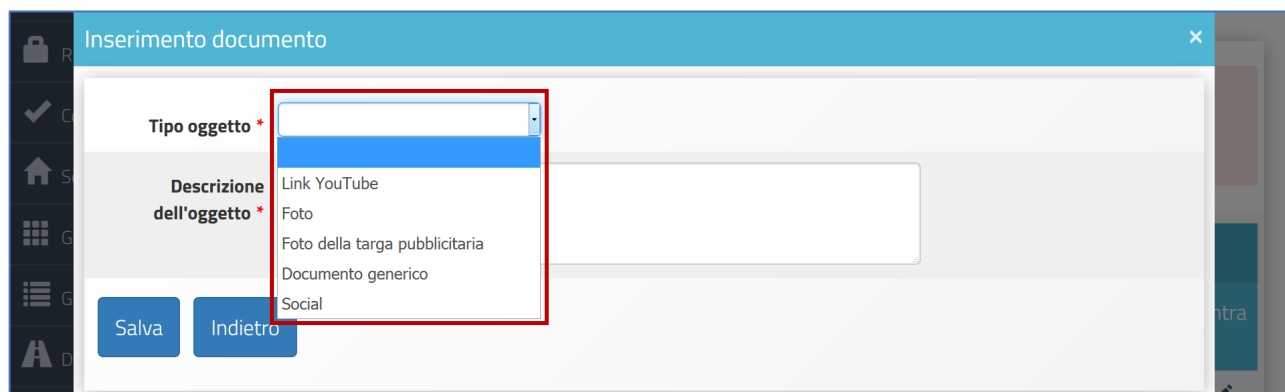 Inserimento documento ×
Tipo oggetto *
Link YouTube
Descrizione
dell'oggetto *
Foto
Foto della targa pubblicitaria
Documento generico
Social
Salva Indietro